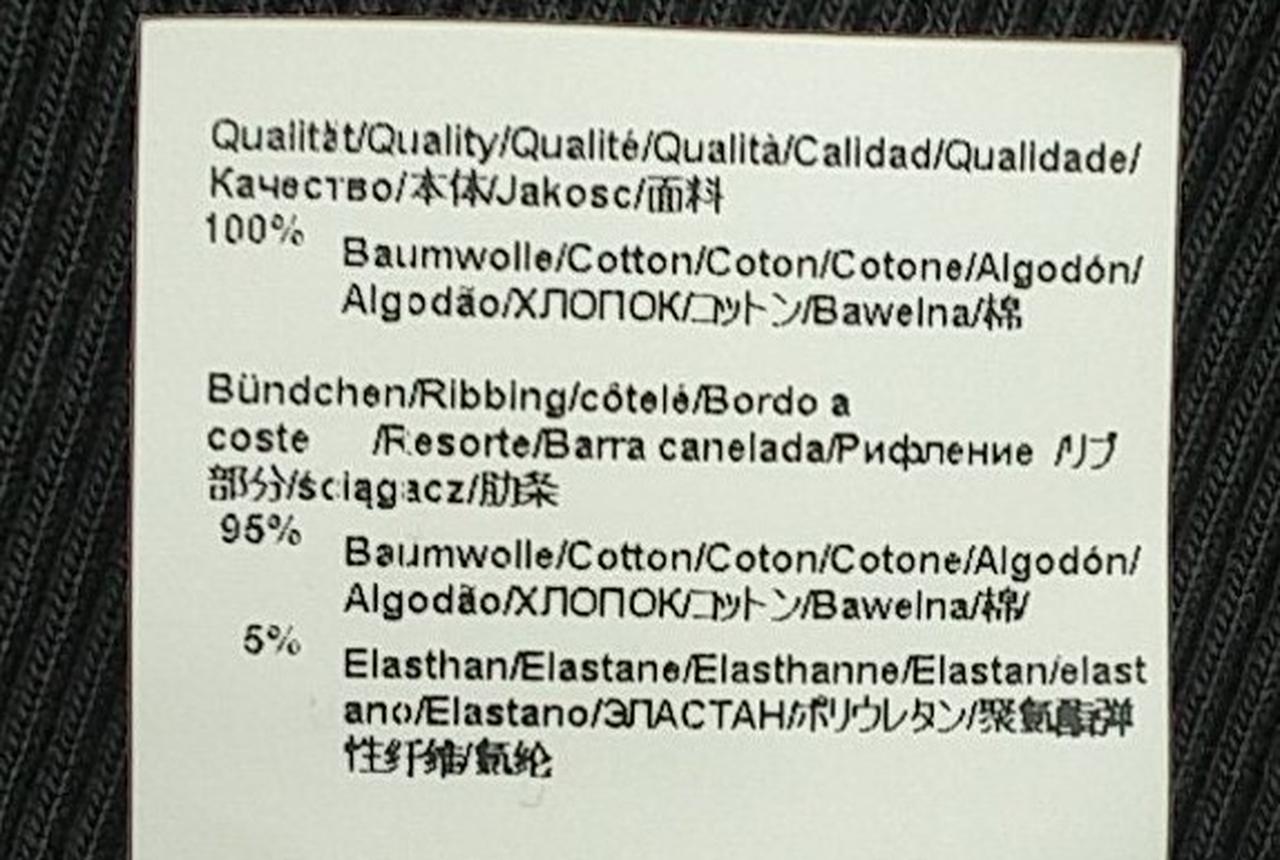 Qualität/Quality/Qualité/Qualità/Calidad/Qualidade/
Качество/本体/Jakosc/面料
100%
Baumwolle/Cotton/Coton/Cotone/Algodón/
Algodão/ХЛОПОК/コットン/Bawelna/棉
Bündchen/Ribbing/côtelé/Bordo a
coste /Resorte/Barra canelada/Рифление /リブ
部分/ściągacz/肋条
95%
Baumwolle/Cotton/Coton/Cotone/Algodón/
Algodão/ХЛОПОК/コットン/Bawelna/棉/
5%
Elasthan/Elastane/Elasthanne/Elastan/elast
ano/Elastano/ЭЛАСТАН/ポリウレタン/聚氨酯弹
性纤维/氨纶